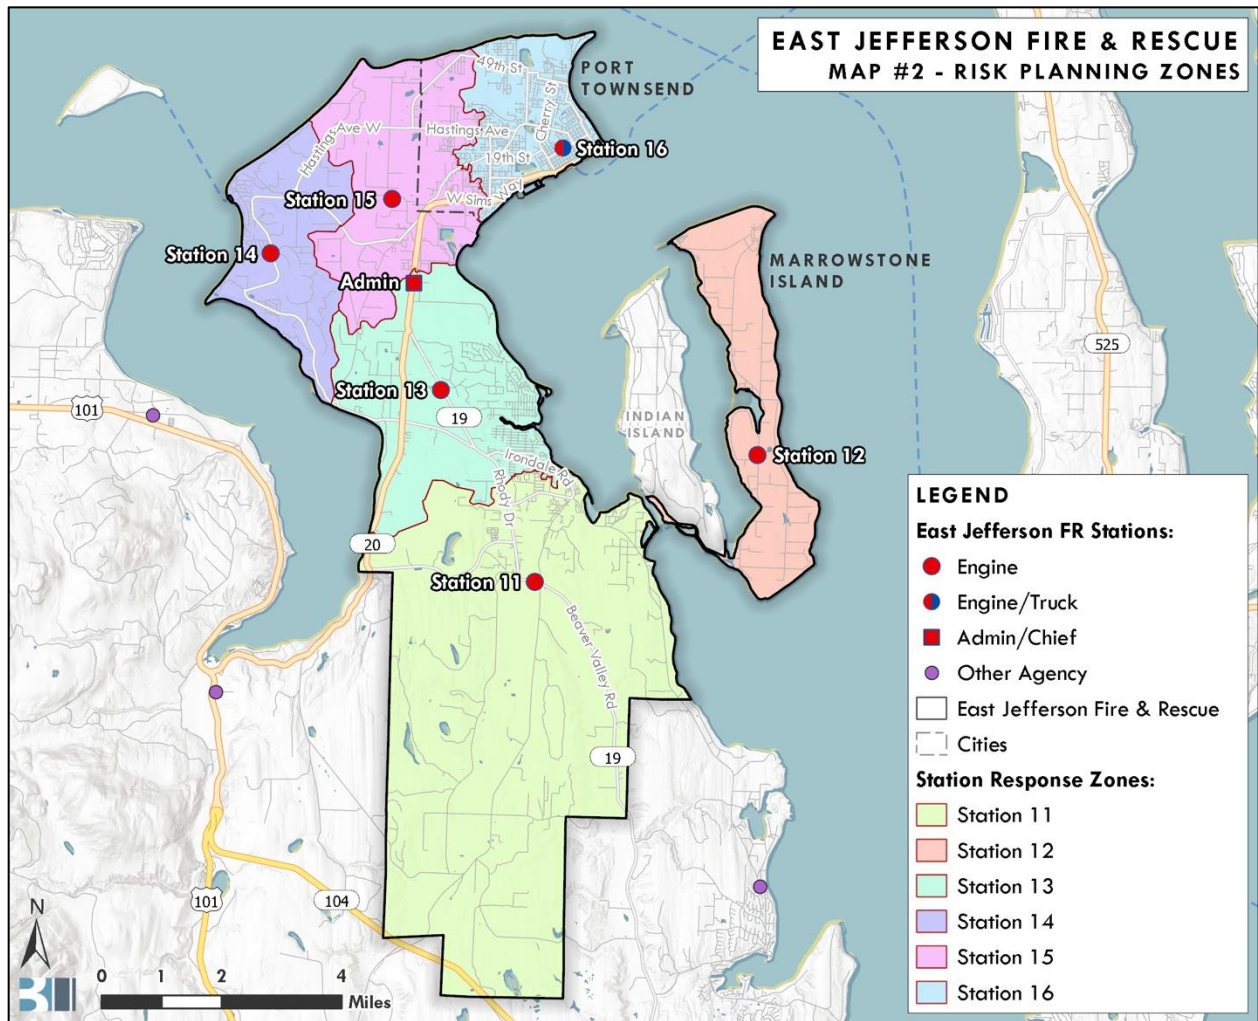 EAST JEFFERSON FIRE & RESCUE
MAP #2 - RISK PLANNING ZONES
PORT
TOWNSEND
49th St
Cherry St
Hastings Ave W
Hastings Ave
19th St
Station 16
W Sims Way
Station 15
Station 14
Admin
MARROWSTONE
ISLAND
525
Station 13
101
19
INDIAN
ISLAND
Irondale Rd
Rhody Dr
Station 12
20
Station 11
Beaver Valley Rd
19
101
104
N
0 1 2 4
Miles
LEGEND
East Jefferson FR Stations:
Engine
Engine/Truck
Admin/Chief
Other Agency
East Jefferson Fire & Rescue
Cities
Station Response Zones:
Station 11
Station 12
Station 13
Station 14
Station 15
Station 16